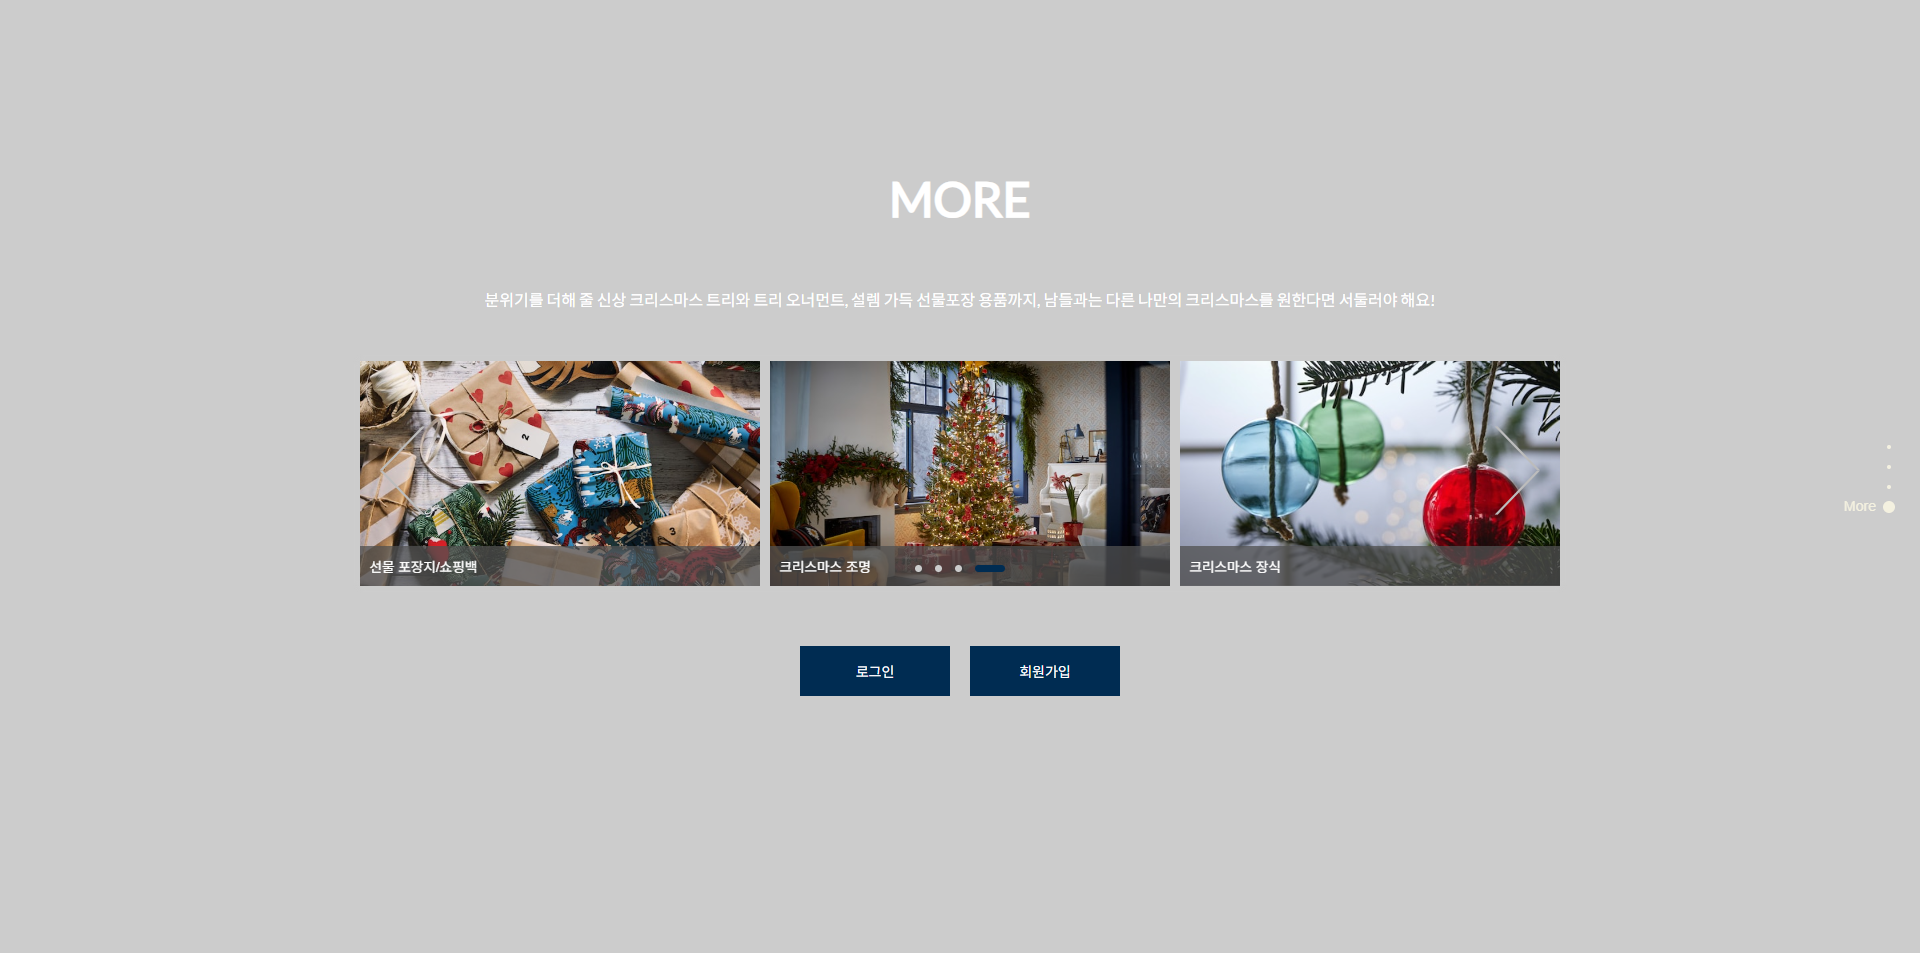 MORE
분위기를 더해 줄 신상 크리스마스 트리와 트리 오너먼트, 설렘 가득 선물포장 용품까지, 남들과는 다른 나만의 크리스마스를 원한다면 서둘러야 해요!
2
3
선물 포장지/쇼핑백
크리스마스 조명
크리스마스 장식
More
로그인
회원가입